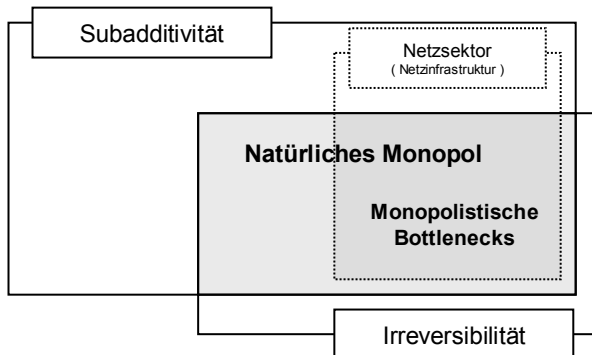 Subadditivität
Netzsektor
( Netzinfrastruktur )
Natürliches Monopol
Monopolistische
Bottlenecks
Irreversibilität